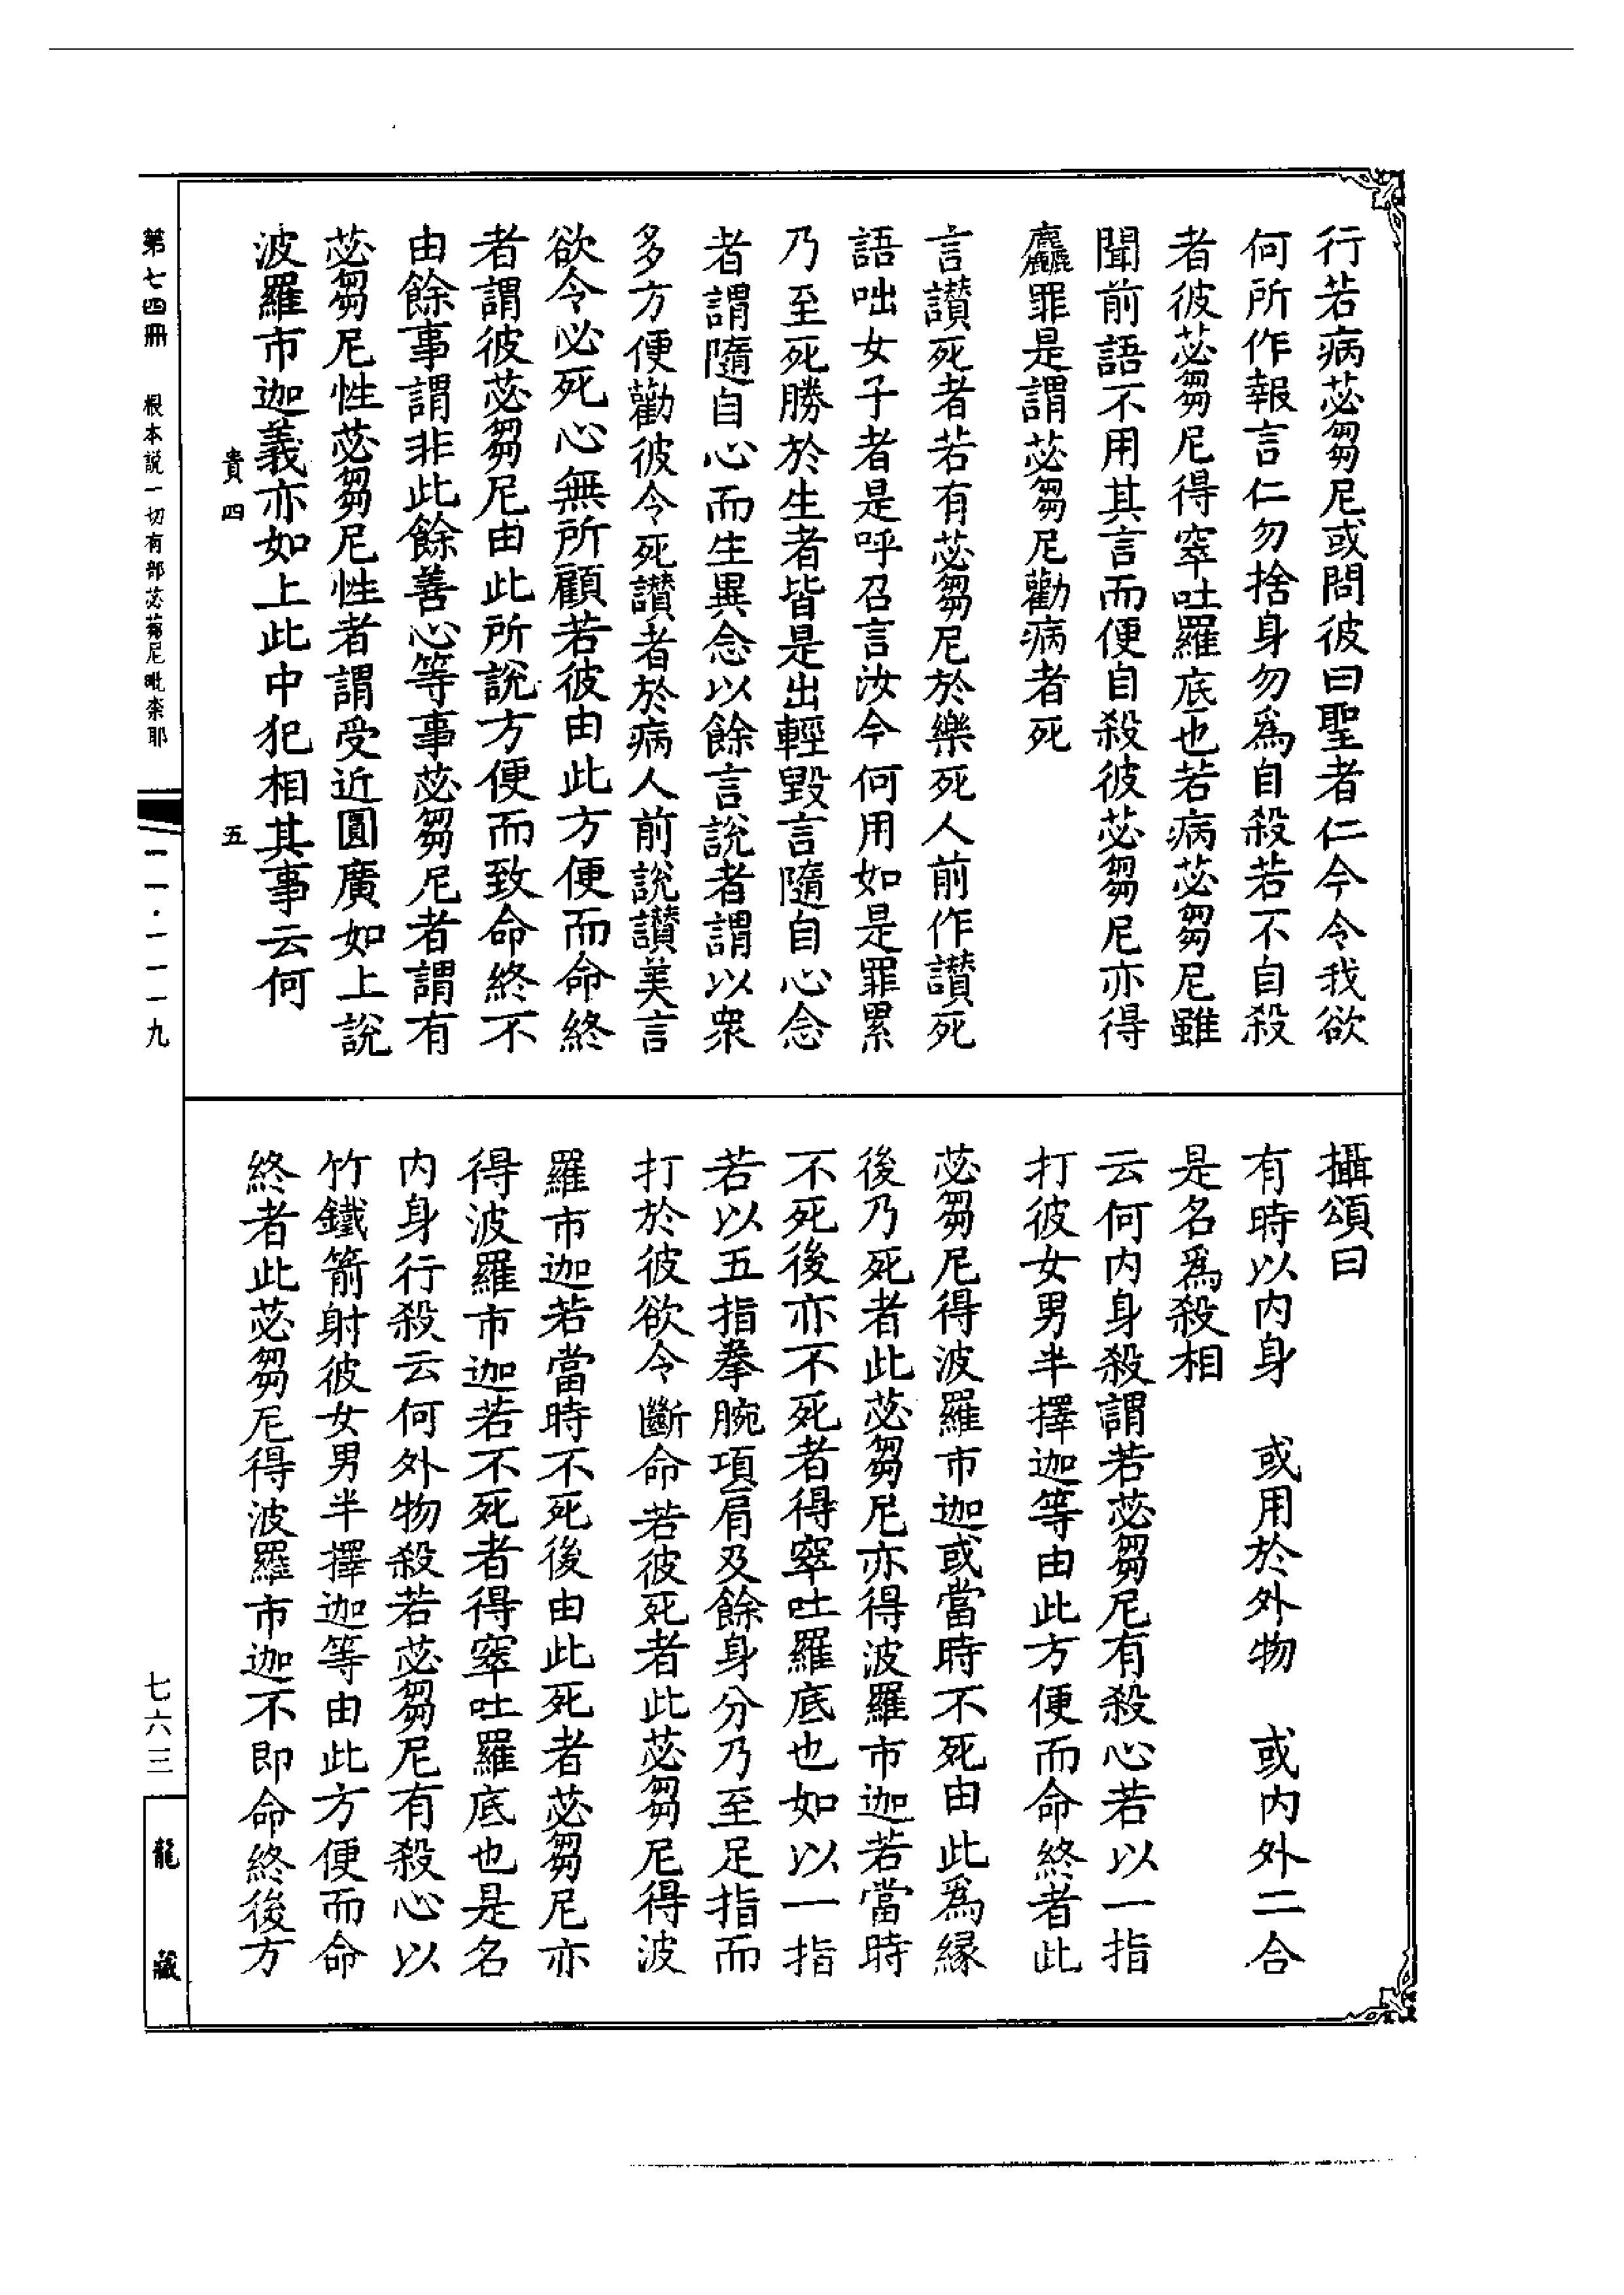 行若病苾芻尼或問彼曰聖者仁今令我欲
何所作報言仁勿捨身勿爲自殺若不自殺
者彼苾芻尼得窣吐羅底也若病苾芻尼雖
聞前語不用其言而便自殺彼苾芻尼亦得
麤罪是謂苾芻尼勸病者死
言讃死者若有苾芻尼於樂死人前作讃死
語咄女子者是呼召言汝今何用如是罪累
乃至死勝於生者皆是出輕毀言隨自心念
者謂隨自心而生異念以餘言說者謂以衆
多方便勸彼令死讃者於病人前說讃美言
欲令必死心無所顧若彼由此方便而命終
者謂彼苾芻尼由此所說方便而致命終不
由餘事謂非此餘善心等事苾芻尼者謂有
苾芻尼性苾芻尼性者謂受近圓廣如上說
波羅市迦義亦如上此中犯相其事云何
攝頌曰
有時以内身　或用於外物　或内外二合
是名爲殺相
云何内身殺謂若苾芻尼有殺心若以一指
打彼女男半擇迦等由此方便而命終者此
苾芻尼得波羅市迦或當時不死由此爲緣
後乃死者此苾芻尼亦得波羅市迦若當時
不死後亦不死者得窣吐羅底也如以一指
若以五指拳腕項肩及餘身分乃至足指而
打於彼欲令斷命若彼死者此苾芻尼得波
羅市迦若當時不死後由此死者苾芻尼亦
得波羅市迦若不死者得窣吐羅底也是名
内身行殺云何外物殺若苾芻尼有殺心以
竹鐵箭射彼女男半擇迦等由此方便而命
終者此苾芻尼得波羅市迦不即命終後方
貴四　五
第七四冊　根本説一切有部苾蒭尼毗柰耶
一一·一一一九
七六三
龍藏